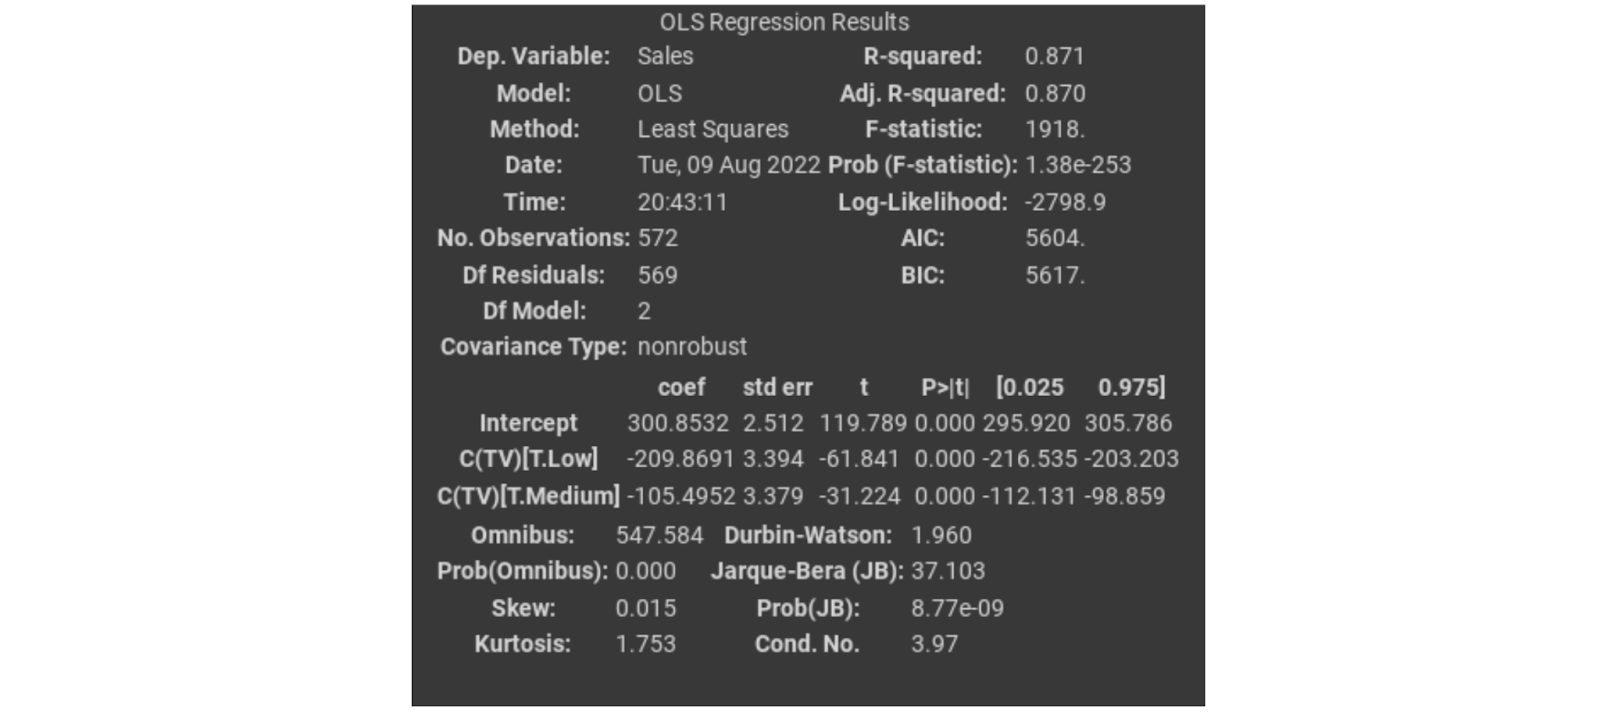 OLS Regression Results
Dep. Variable: Sales R-squared: 0.871
Model: OLS Adj. R-squared: 0.870
Method: Least Squares F-statistic: 1918.
Date: Tue, 09 Aug 2022 Prob (F-statistic): 1.38e-253
Time: 20:43:11 Log-Likelihood: -2798.9
No. Observations: 572 AIC: 5604.
Df Residuals: 569 BIC: 5617.
Df Model: 2
Covariance Type: nonrobust
coef std err t P>|t| [0.025 0.975]
Intercept 300.8532 2.512 119.789 0.000 295.920 305.786
C(TV)[T.Low] -209.8691 3.394 -61.841 0.000 -216.535 -203.203
C(TV)[T.Medium] -105.4952 3.379 -31.224 0.000 -112.131 -98.859
Omnibus: 547.584 Durbin-Watson: 1.960
Prob(Omnibus): 0.000 Jarque-Bera (JB): 37.103
Skew: 0.015 Prob(JB): 8.77e-09
Kurtosis: 1.753 Cond. No. 3.97